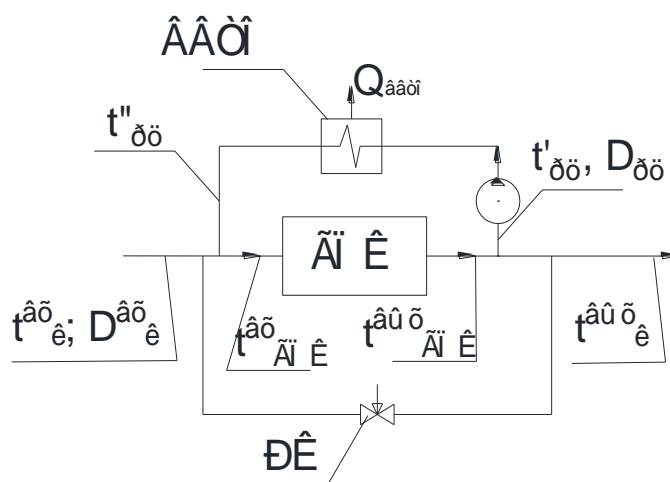 ÂÂÒÎ
Qââòî
t"ðö
t'ðö, Dðö
ÃÏ Ê
tâõê; Dâõê
tâõÃÏ Ê
tâû õÃÏ Ê
tâû õê
ÐÊ